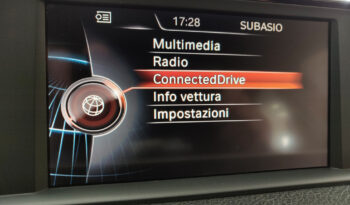 17:28 SUBASIO
Multimedia
Radio
ConnectedDrive
Info vettura
Impostazioni